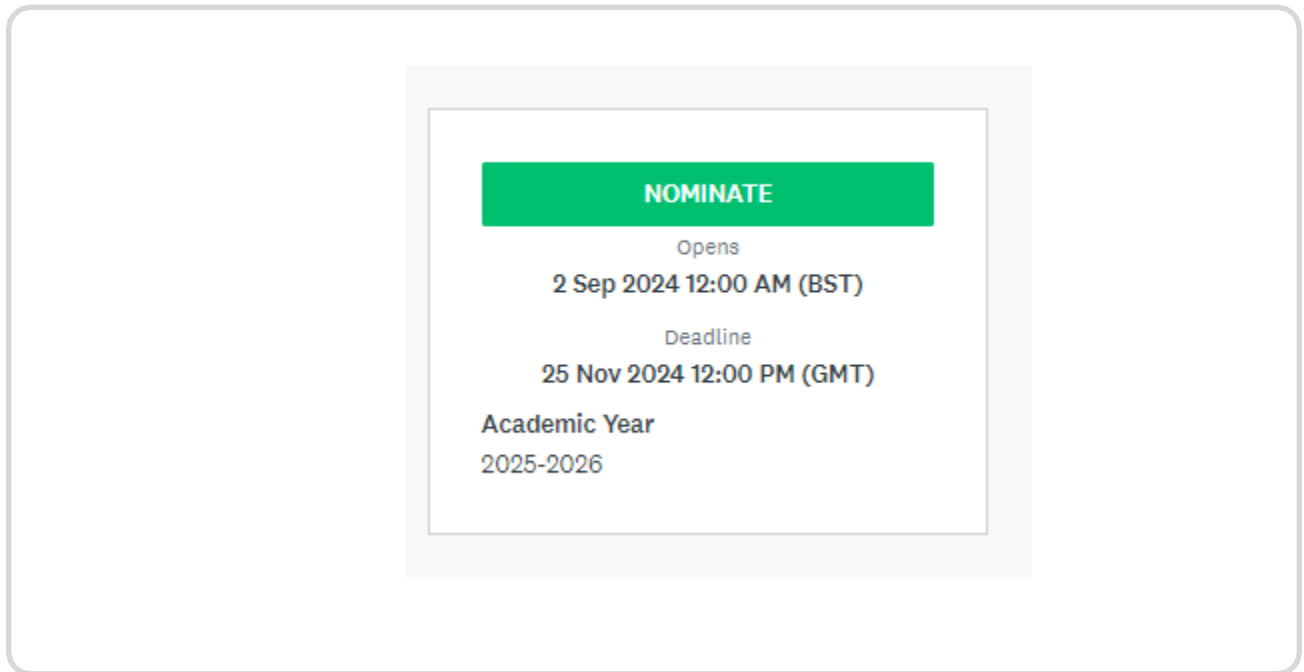 NOMINATE
Opens
2 Sep 2024 12:00 AM (BST)
Deadline
25 Nov 2024 12:00 PM (GMT)
Academic Year
2025-2026